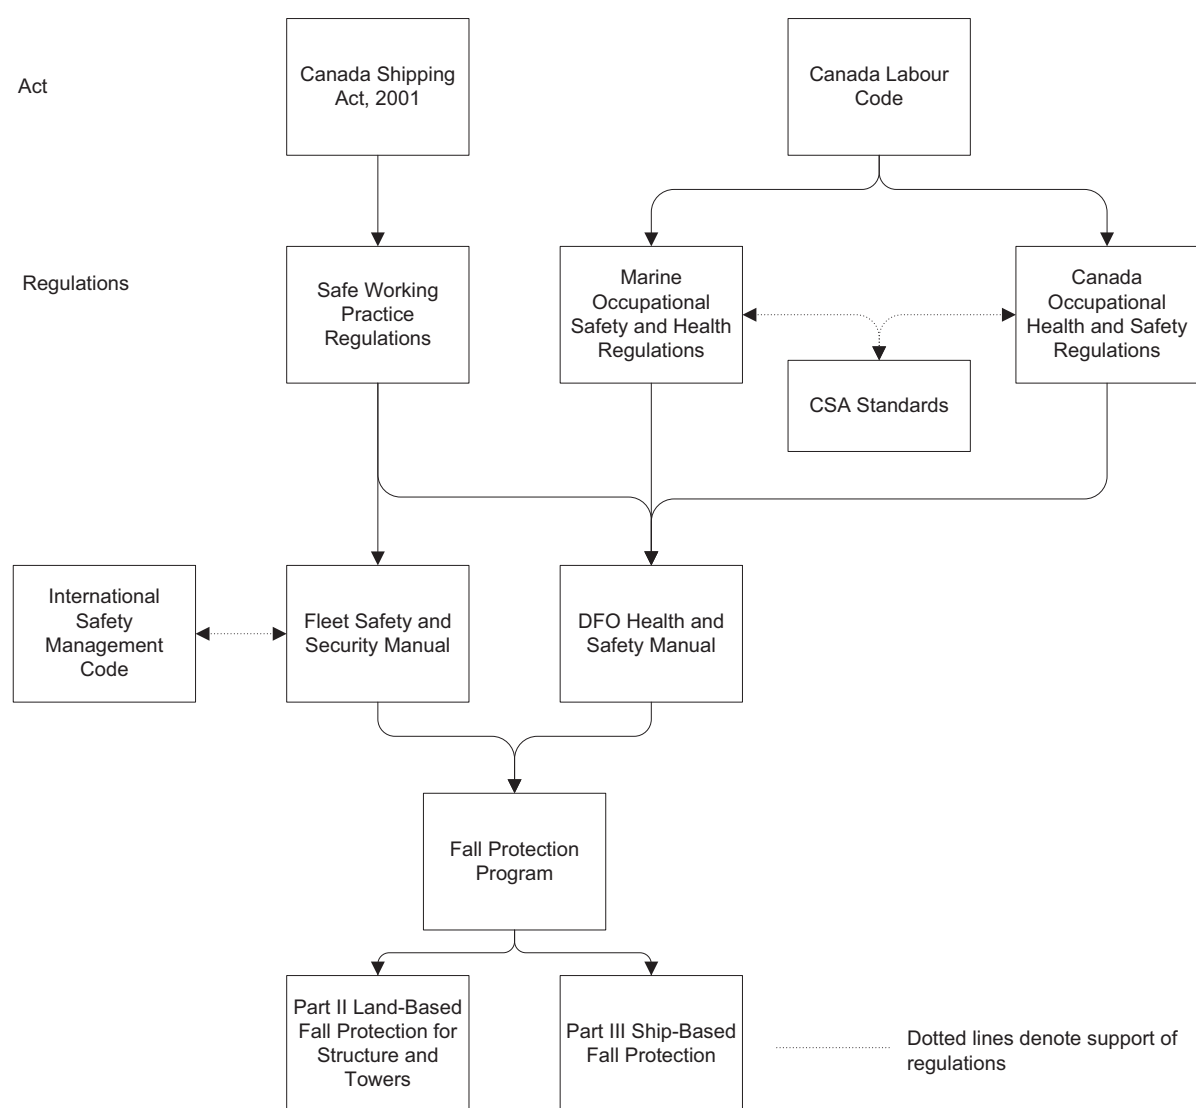 Act
Canada Shipping
Act, 2001
Canada Labour
Code
Regulations
Safe Working
Practice
Regulations
Marine
Occupational
Safety and Health
Regulations
Canada
Occupational
Health and Safety
Regulations
CSA Standards
International
Safety
Management
Code
Fleet Safety and
Security Manual
DFO Health and
Safety Manual
Fall Protection
Program
Part II Land-Based
Fall Protection for
Structure and
Towers
Part III Ship-Based
Fall Protection
Dotted lines denote support of
regulations